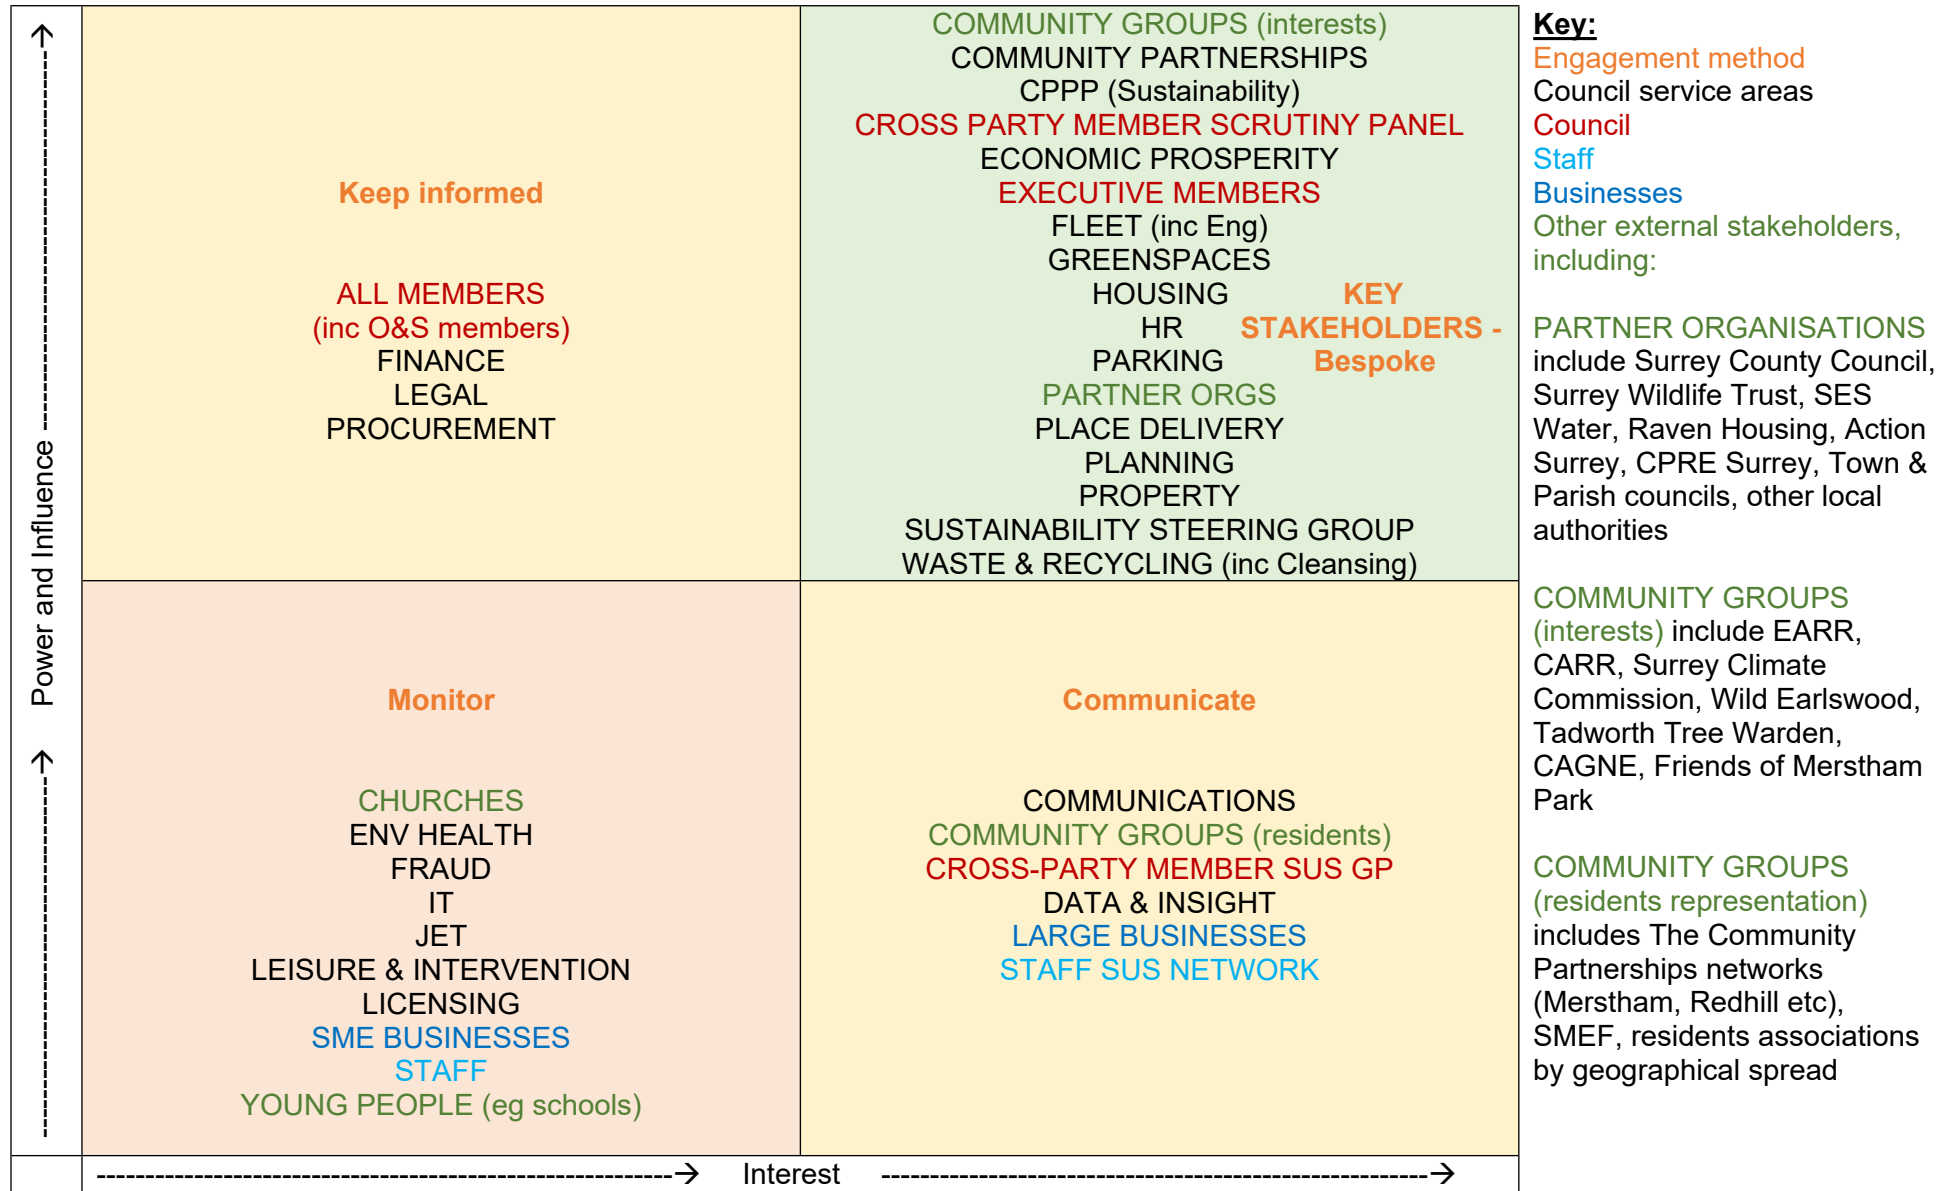 Power and Influence
Keep informed
ALL MEMBERS
(inc O&S members)
FINANCE
LEGAL
PROCUREMENT
COMMUNITY GROUPS (interests)
COMMUNITY PARTNERSHIPS
CPPP (Sustainability)
CROSS PARTY MEMBER SCRUTINY PANEL
ECONOMIC PROSPERITY
EXECUTIVE MEMBERS
FLEET (inc Eng)
GREENSPACES
HOUSING
HR
PARKING
PARTNER ORGS
PLACE DELIVERY
PLANNING
PROPERTY
SUSTAINABILITY STEERING GROUP
WASTE & RECYCLING (inc Cleansing)
KEY
STAKEHOLDERS -
Bespoke
Monitor
CHURCHES
ENV HEALTH
FRAUD
IT
JET
LEISURE & INTERVENTION
LICENSING
SME BUSINESSES
STAFF
YOUNG PEOPLE (eg schools)
Communicate
COMMUNICATIONS
COMMUNITY GROUPS (residents)
CROSS-PARTY MEMBER SUS GP
DATA & INSIGHT
LARGE BUSINESSES
STAFF SUS NETWORK
Interest
Key:
Engagement method
Council service areas
Council
Staff
Businesses
Other external stakeholders,
including:
PARTNER ORGANISATIONS
include Surrey County Council,
Surrey Wildlife Trust, SES
Water, Raven Housing, Action
Surrey, CPRE Surrey, Town &
Parish councils, other local
authorities
COMMUNITY GROUPS
(interests) include EARR,
CARR, Surrey Climate
Commission, Wild Earlswood,
Tadworth Tree Warden,
CAGNE, Friends of Merstham
Park
COMMUNITY GROUPS
(residents representation)
includes The Community
Partnerships networks
(Merstham, Redhill etc),
SMEF, residents associations
by geographical spread